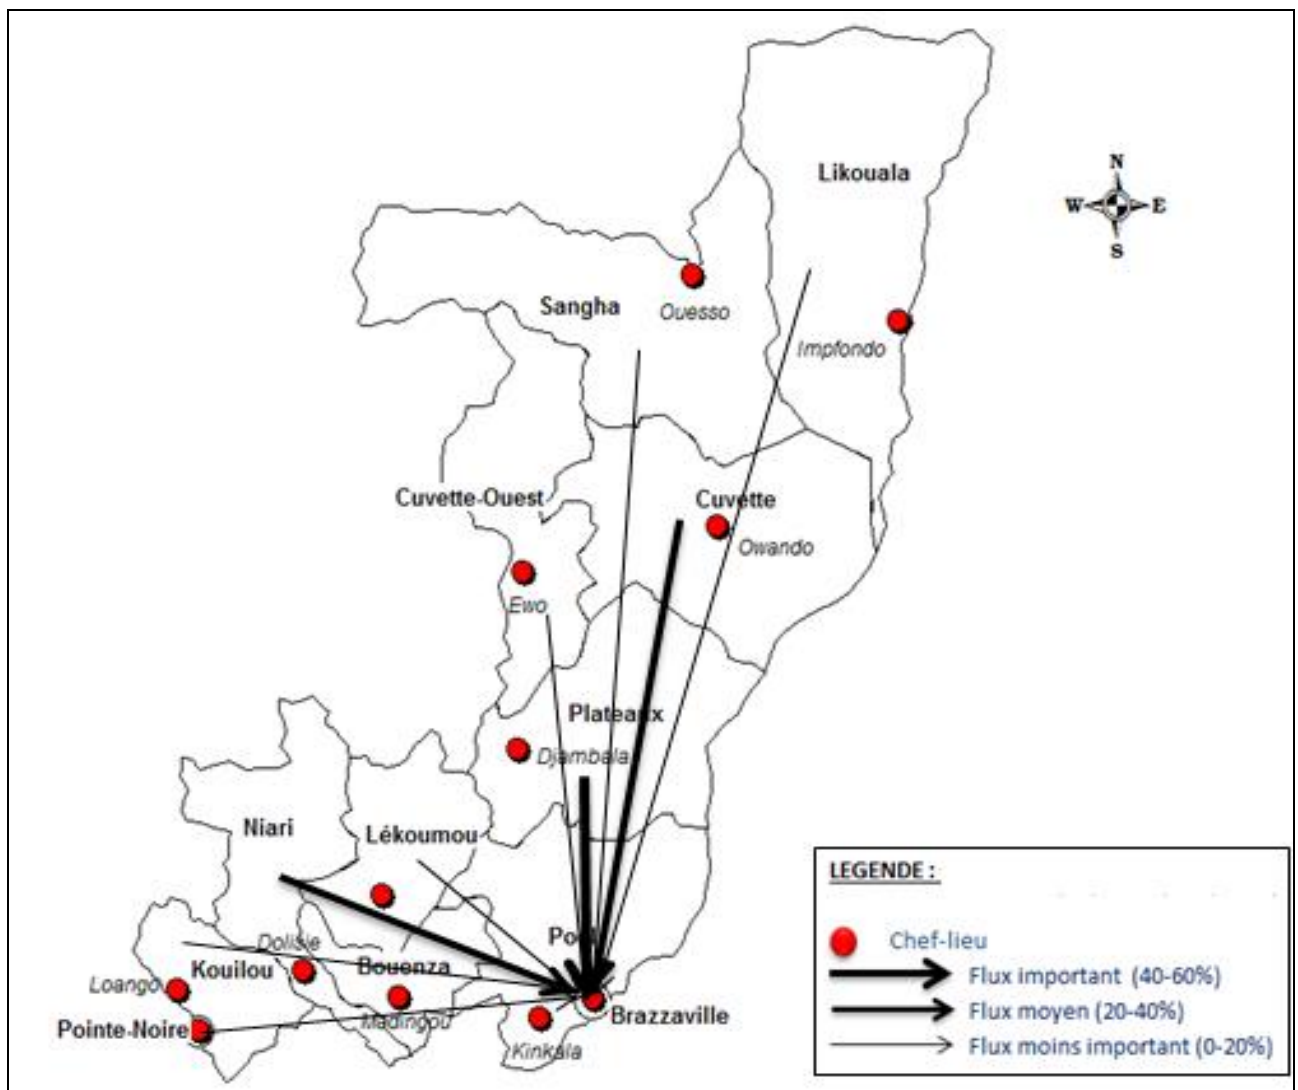 N
W E
S
Likouala
Sangha
Ouesso
Impfondo
Cuvette-Ouest
Cuvette
Owando
Ewo
Plateaux
Djambala
Niari
Lékoumou
Pool
Dolisie
Bouenza
Kouilou
Loango
Madingou
Pointe-Noire
Brazzaville
Kinkala
LEGENDE :
Chef-lieu
Flux important (40-60%)
Flux moyen (20-40%)
Flux moins important (0-20%)